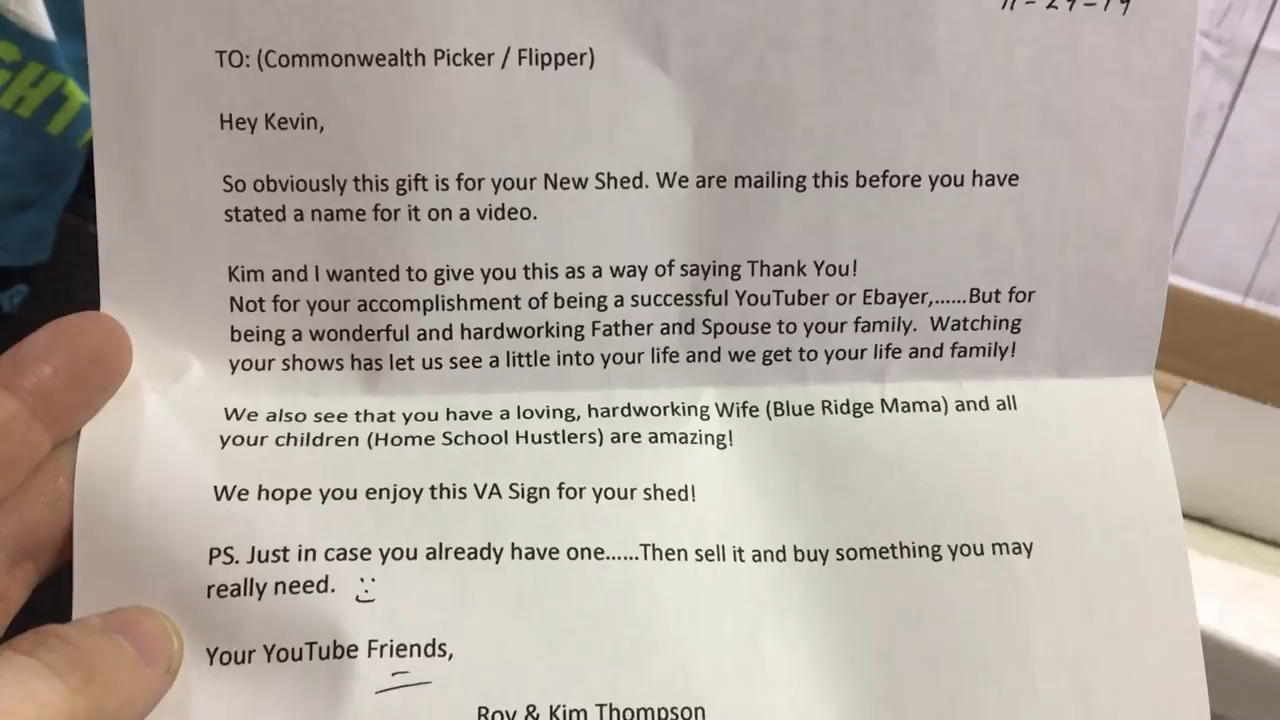 11-29-19
TO: (Commonwealth Picker / Flipper)
Hey Kevin,
So obviously this gift is for your New Shed. We are mailing this before you have
stated a name for it on a video.
Kim and I wanted to give you this as a way of saying Thank You!
Not for your accomplishment of being a successful YouTuber or Ebayer,......But for
being a wonderful and hardworking Father and Spouse to your family. Watching
your shows has let us see a little into your life and we get to your life and family!
We also see that you have a loving, hardworking Wife (Blue Ridge Mama) and all
your children (Home School Hustlers) are amazing!
We hope you enjoy this VA Sign for your shed!
PS. Just in case you already have one......Then sell it and buy something you may
really need.
Your YouTube Friends,
Roy & Kim Thompson